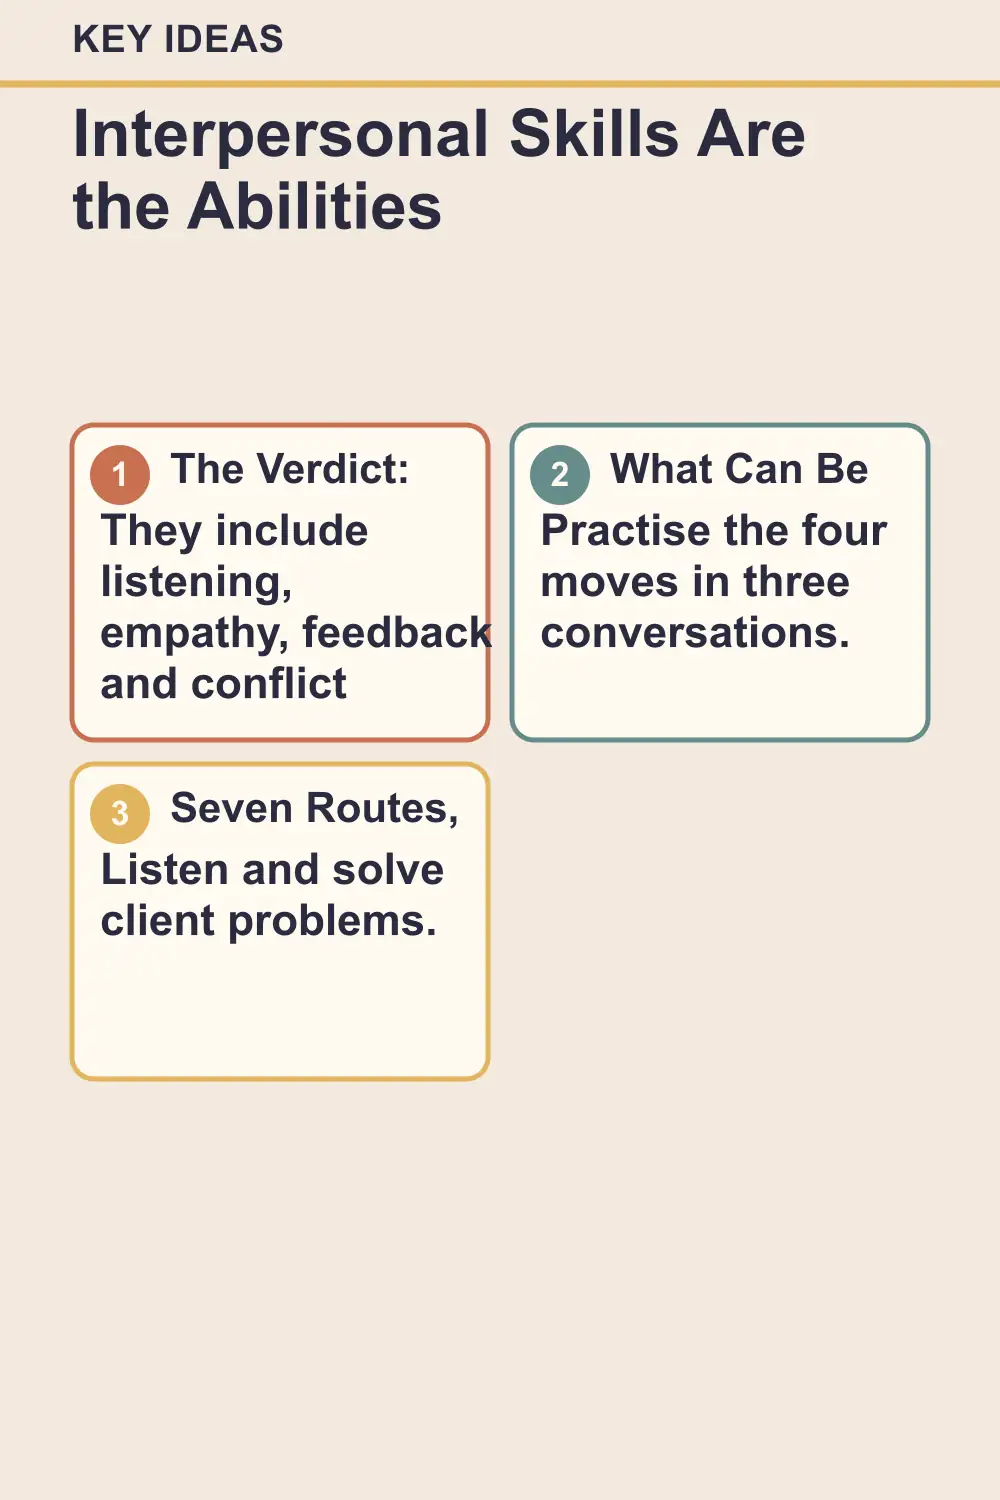 KEY IDEAS
Interpersonal Skills Are
the Abilities
1 The Verdict:
They include
listening,
empathy, feedback
and conflict
2 What Can Be
Practise the four
moves in three
conversations.
3 Seven Routes,
Listen and solve
client problems.